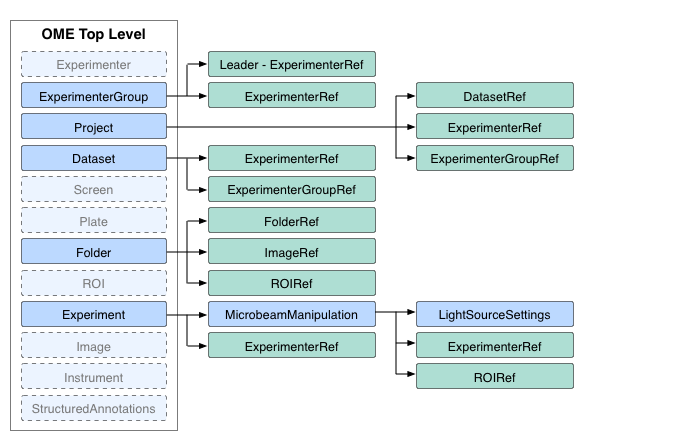 OME Top Level
Experimenter
Leader - ExperimenterRef
ExperimenterGroup
ExperimenterRef
DatasetRef
Project
ExperimenterRef
Dataset
ExperimenterRef
ExperimenterGroupRef
Screen
ExperimenterGroupRef
Plate
FolderRef
Folder
ImageRef
ROI
ROIRef
Experiment
MicrobeamManipulation
LightSourceSettings
Image
ExperimenterRef
ExperimenterRef
Instrument
ROIRef
StructuredAnnotations